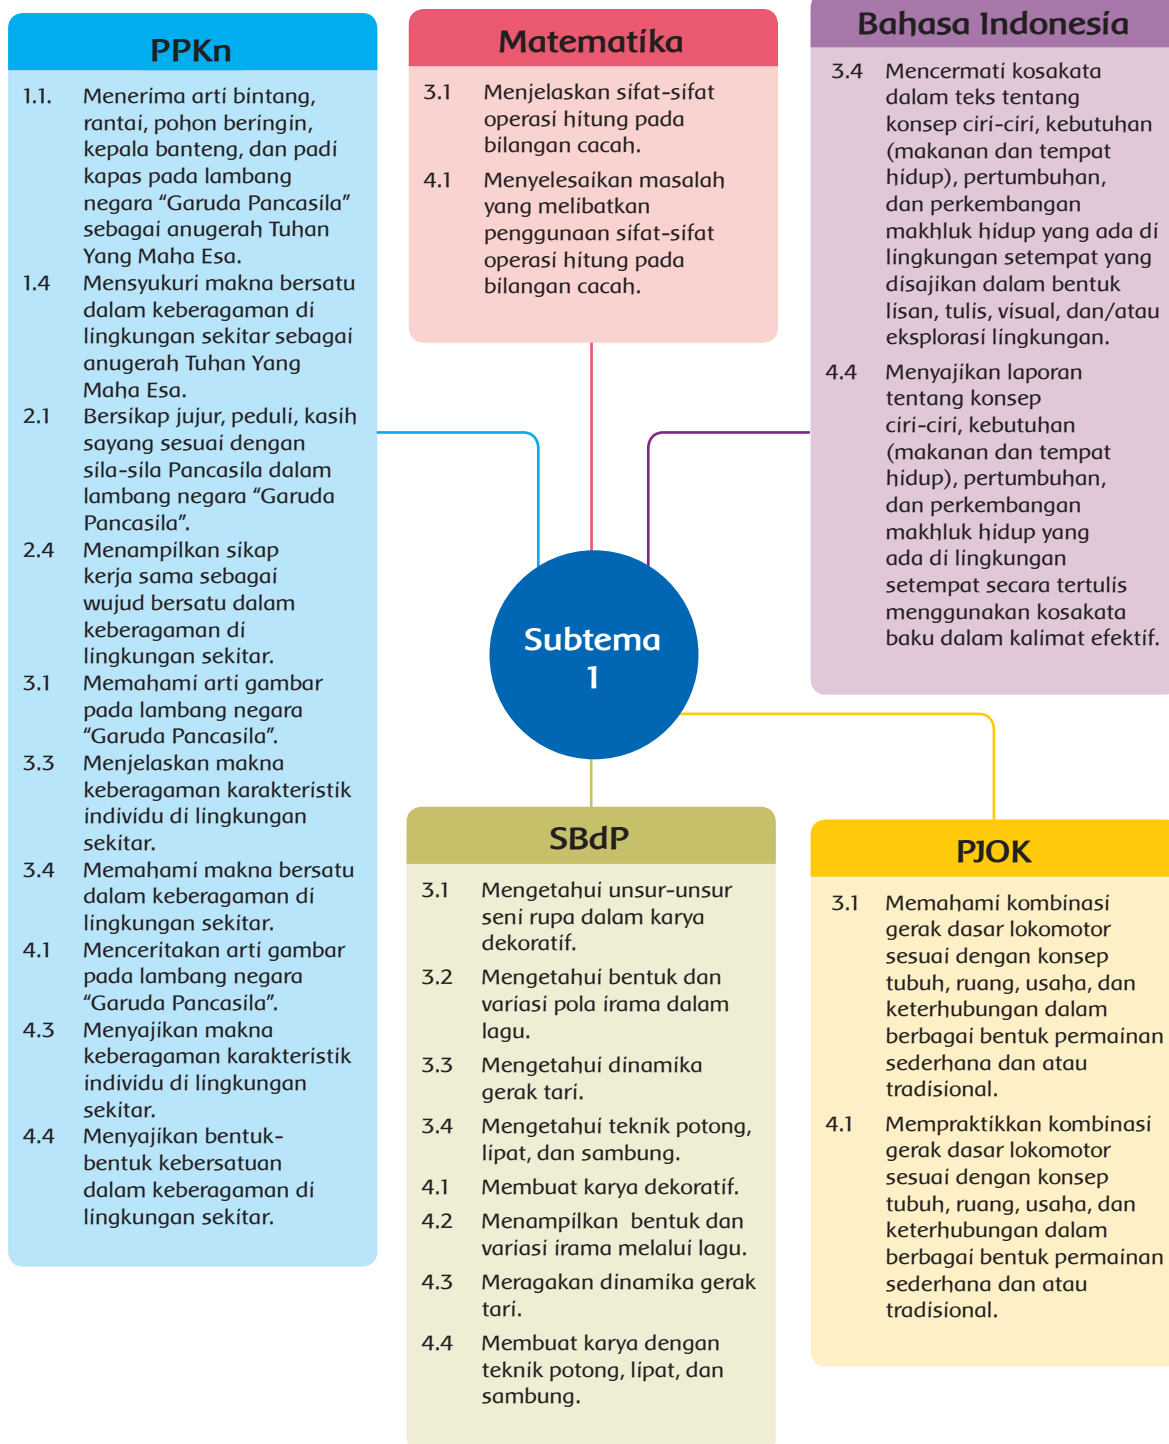 PPKn
1.1. Menerima arti bintang,
rantai, pohon beringin,
kepala banteng, dan padi
kapas pada lambang
negara “Garuda Pancasila”
sebagai anugerah Tuhan
Yang Maha Esa.
1.4 Mensyukuri makna bersatu
dalam keberagaman di
lingkungan sekitar sebagai
anugerah Tuhan Yang
Maha Esa.
2.1 Bersikap jujur, peduli, kasih
sayang sesuai dengan
sila-sila Pancasila dalam
lambang negara “Garuda
Pancasila”.
2.4 Menampilkan sikap
kerja sama sebagai
wujud bersatu dalam
keberagaman di
lingkungan sekitar.
3.1 Memahami arti gambar
pada lambang negara
“Garuda Pancasila”.
3.3 Menjelaskan makna
keberagaman karakteristik
individu di lingkungan
sekitar.
3.4 Memahami makna bersatu
dalam keberagaman di
lingkungan sekitar.
4.1 Menceritakan arti gambar
pada lambang negara
“Garuda Pancasila”.
4.3 Menyajikan makna
keberagaman karakteristik
individu di lingkungan
sekitar.
4.4 Menyajikan bentuk-
bentuk kebersatuan
dalam keberagaman di
lingkungan sekitar.
Matematika
3.1 Menjelaskan sifat-sifat
operasi hitung pada
bilangan cacah.
4.1 Menyelesaikan masalah
yang melibatkan
penggunaan sifat-sifat
operasi hitung pada
bilangan cacah.
Bahasa Indonesia
3.4 Mencermati kosakata
dalam teks tentang
konsep ciri-ciri, kebutuhan
(makanan dan tempat
hidup), pertumbuhan,
dan perkembangan
makhluk hidup yang ada di
lingkungan setempat yang
disajikan dalam bentuk
lisan, tulis, visual, dan/atau
eksplorasi lingkungan.
4.4 Menyajikan laporan
tentang konsep
ciri-ciri, kebutuhan
(makanan dan tempat
hidup), pertumbuhan,
dan perkembangan
makhluk hidup yang
ada di lingkungan
setempat secara tertulis
menggunakan kosakata
baku dalam kalimat efektif.
Subtema
1
SBdP
3.1 Mengetahui unsur-unsur
seni rupa dalam karya
dekoratif.
3.2 Mengetahui bentuk dan
variasi pola irama dalam
lagu.
3.3 Mengetahui dinamika
gerak tari.
3.4 Mengetahui teknik potong,
lipat, dan sambung.
4.1 Membuat karya dekoratif.
4.2 Menampilkan bentuk dan
variasi irama melalui lagu.
4.3 Meragakan dinamika gerak
tari.
4.4 Membuat karya dengan
teknik potong, lipat, dan
sambung.
PJOK
3.1 Memahami kombinasi
gerak dasar lokomotor
sesuai dengan konsep
tubuh, ruang, usaha, dan
keterhubungan dalam
berbagai bentuk permainan
sederhana dan atau
tradisional.
4.1 Mempraktikkan kombinasi
gerak dasar lokomotor
sesuai dengan konsep
tubuh, ruang, usaha, dan
keterhubungan dalam
berbagai bentuk permainan
sederhana dan atau
tradisional.